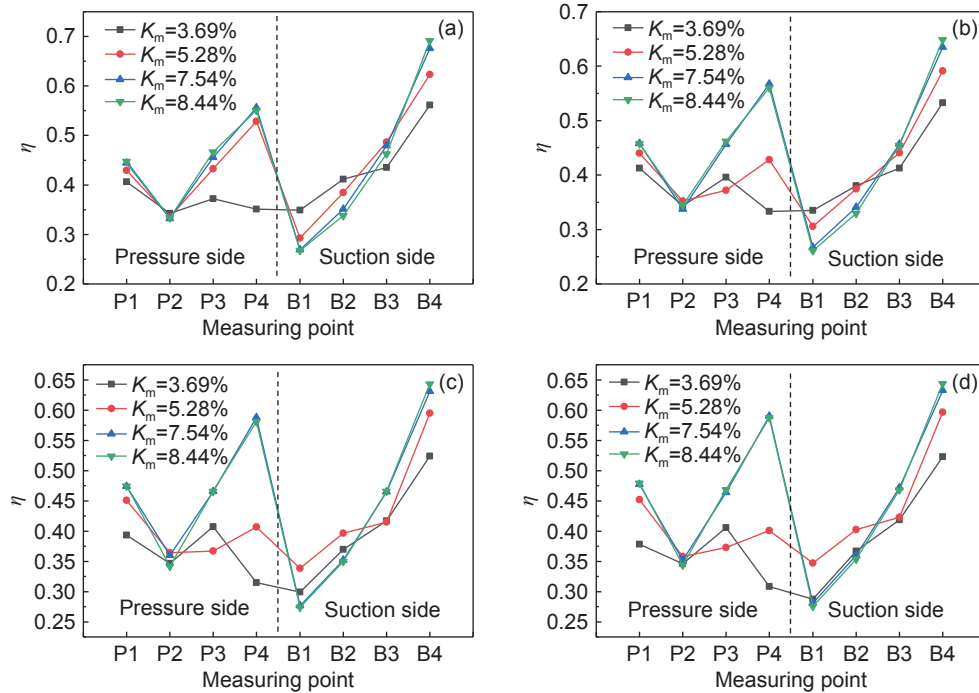 (a)
K_m=3.69%
K_m=5.28%
K_m=7.54%
K_m=8.44%
0.7
0.6
0.5
0.4
0.3
0.2
η
Pressure side
Suction side
P1 P2 P3 P4 B1 B2 B3 B4
Measuring point
(b)
K_m=3.69%
K_m=5.28%
K_m=7.54%
K_m=8.44%
0.7
0.6
0.5
0.4
0.3
0.2
η
Pressure side
Suction side
P1 P2 P3 P4 B1 B2 B3 B4
Measuring point
(c)
K_m=3.69%
K_m=5.28%
K_m=7.54%
K_m=8.44%
0.65
0.60
0.55
0.50
0.45
0.40
0.35
0.30
0.25
η
Pressure side
Suction side
P1 P2 P3 P4 B1 B2 B3 B4
Measuring point
(d)
K_m=3.69%
K_m=5.28%
K_m=7.54%
K_m=8.44%
0.65
0.60
0.55
0.50
0.45
0.40
0.35
0.30
0.25
η
Pressure side
Suction side
P1 P2 P3 P4 B1 B2 B3 B4
Measuring point